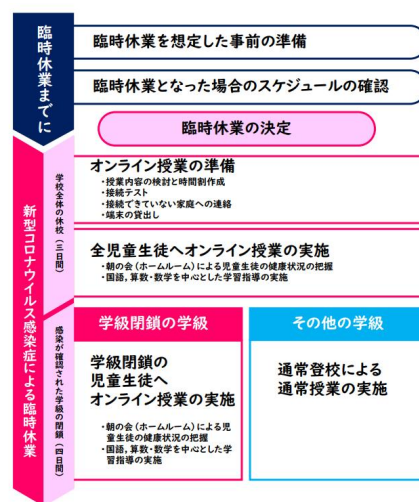 臨時休業までに
臨時休業を想定した事前の準備
臨時休業となった場合のスケジュールの確認
臨時休業の決定
新型コロナウイルス感染症による臨時休業
学校全体の休校（三日間）
オンライン授業の準備
・授業内容の検討と時間割作成
・接続テスト
・接続できていない家庭への連絡
・端末の貸出し
全児童生徒へオンライン授業の実施
・朝の会（ホームルーム）による児童生徒の健康状況の把握
・国語，算数・数学を中心とした学習指導の実施
感染が確認された学級の閉鎖（四日間）
学級閉鎖の学級
学級閉鎖の
児童生徒へ
オンライン授業の実施
・朝の会（ホームルーム）による児
童生徒の健康状況の把握
・国語，算数・数学を中心とした学
習指導の実施
その他の学級
通常登校による
通常授業の実施